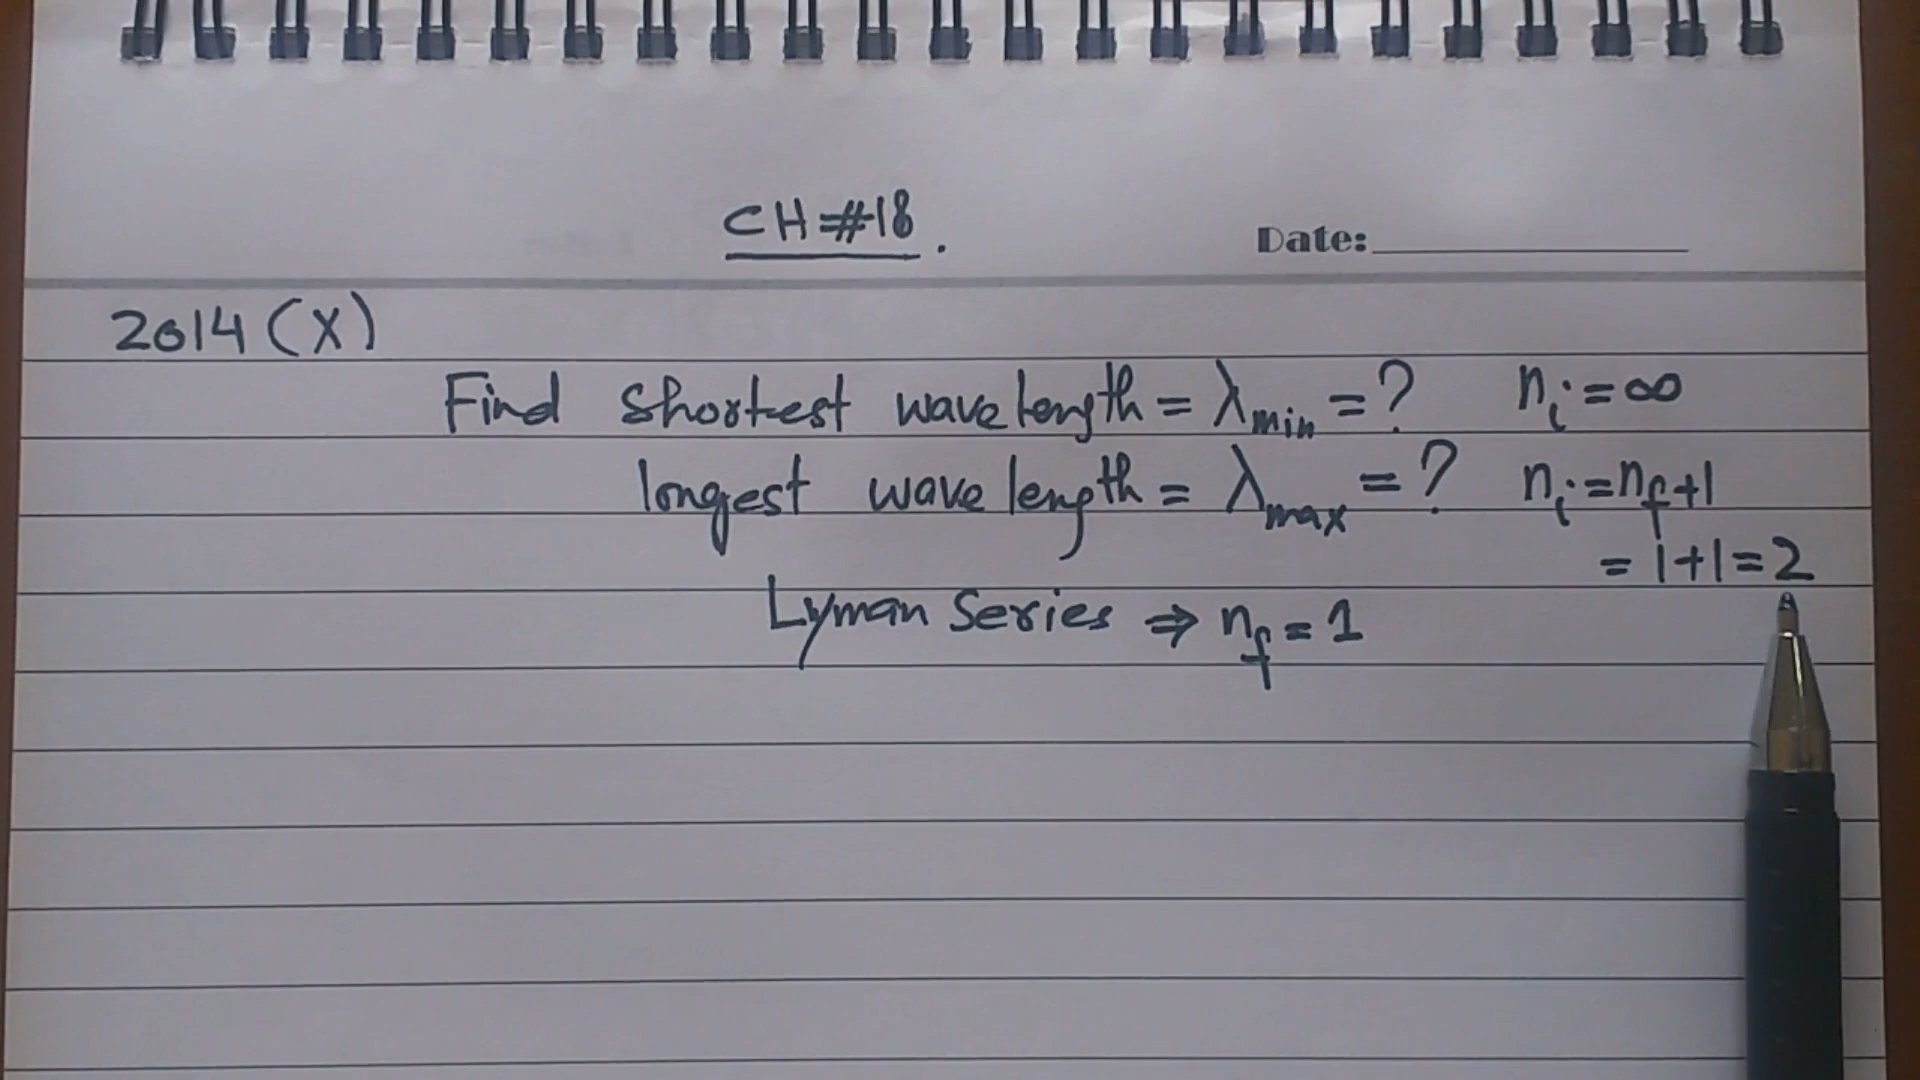 CH#18.
Date:
2014 (X)
Find shortest wave length = λmin = ? ni = ∞
longest wave length = λmax = ? ni = nf+1
= 1+1=2
Lyman Series ⇒ nf = 1